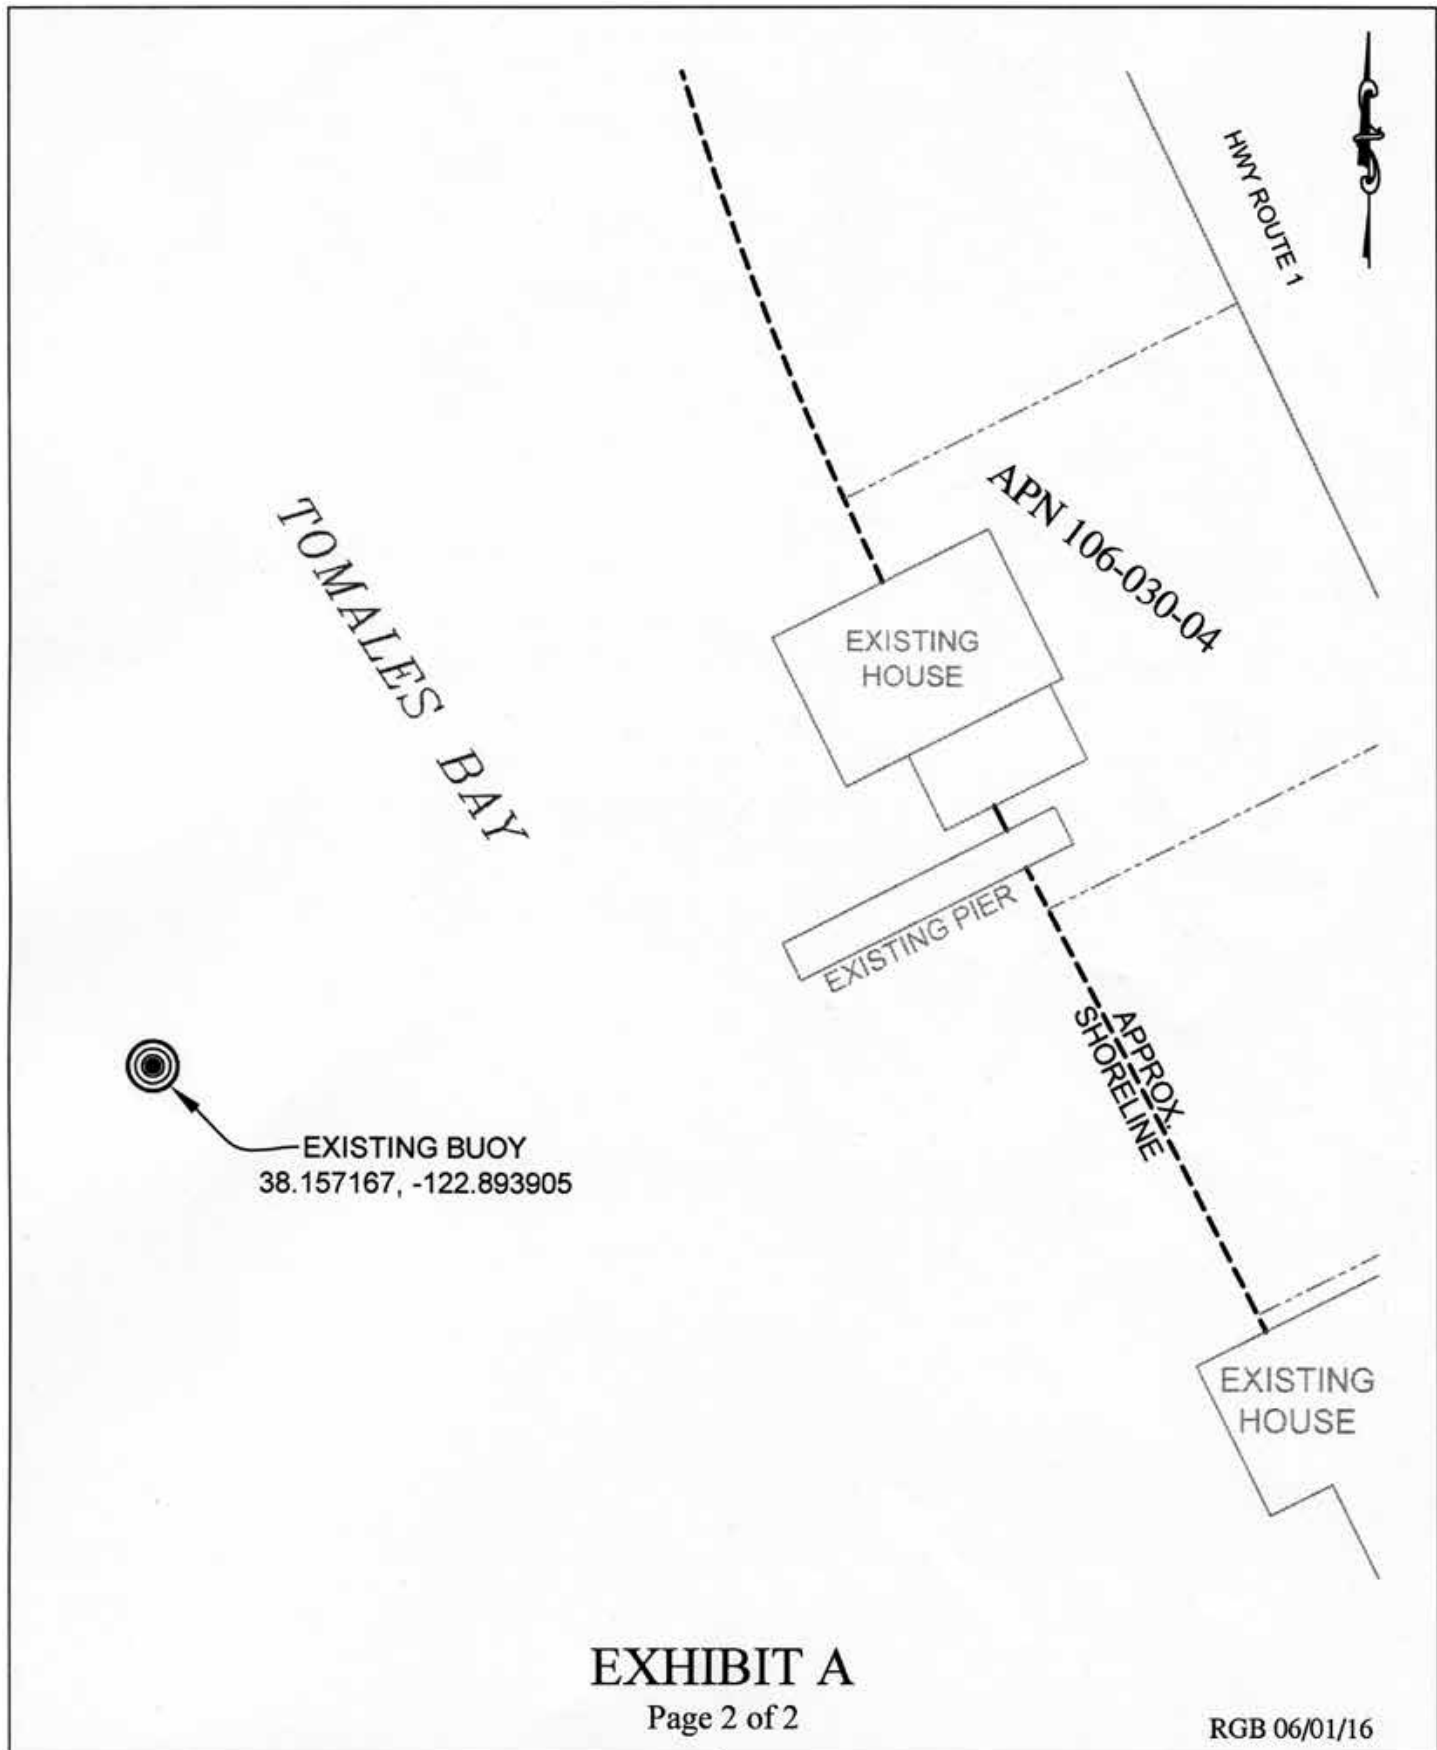 HWY ROUTE 1
APN 106-030-04
TOMALES BAY
EXISTING
HOUSE
EXISTING PIER
APPROX.
SHORELINE
EXISTING BUOY
38.157167, -122.893905
EXISTING
HOUSE
EXHIBIT A
Page 2 of 2
RGB 06/01/16